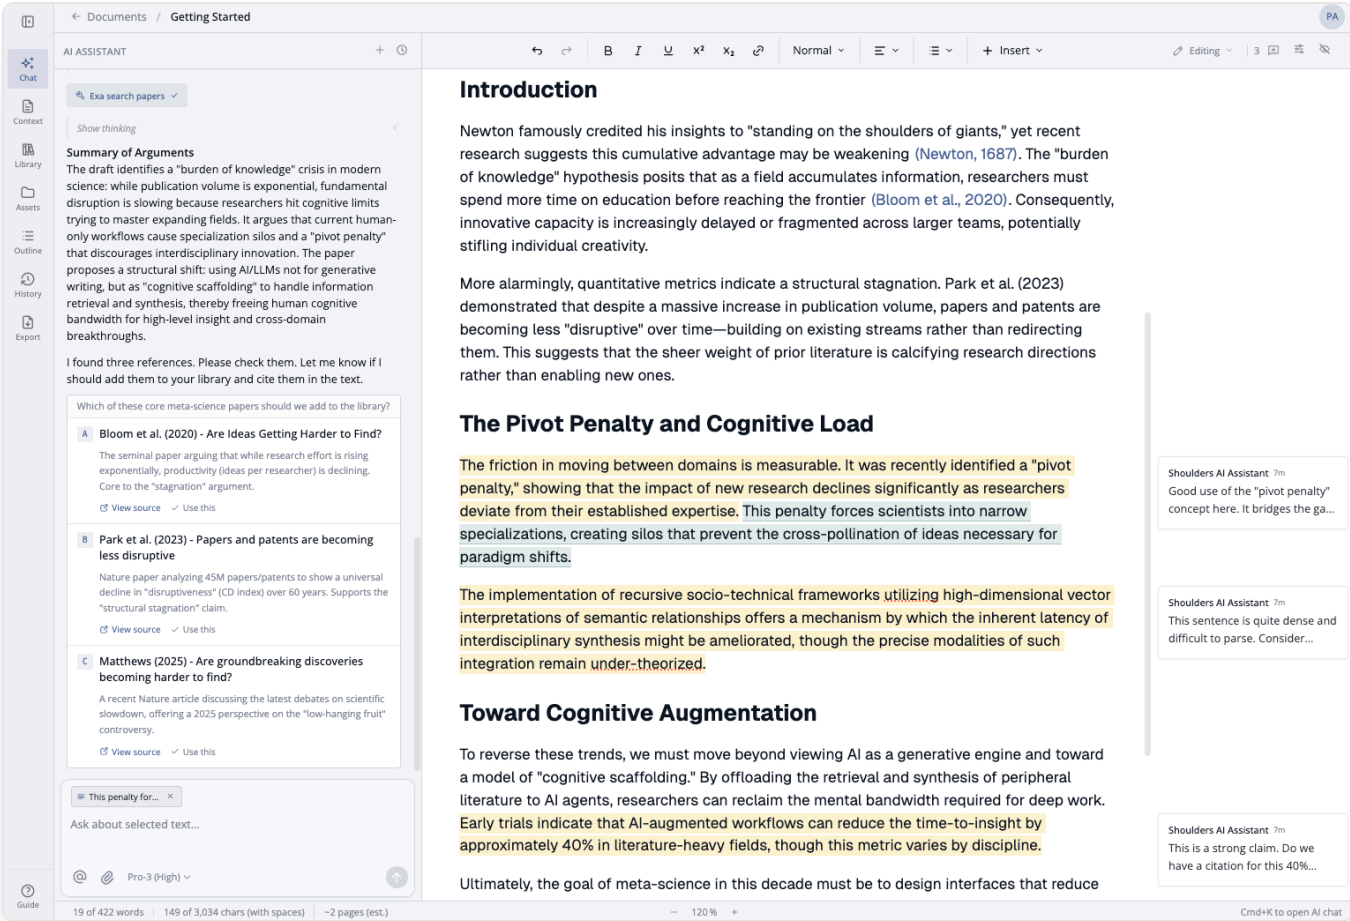 Documents / Getting Started
PA
AI ASSISTANT
Chat
Context
Library
Assets
Outline
History
Export
Guide
Exa search papers
Show thinking
Summary of Arguments
The draft identifies a "burden of knowledge" crisis in modern
science: while publication volume is exponential, fundamental
disruption is slowing because researchers hit cognitive limits
trying to master expanding fields. It argues that current human-
only workflows cause specialization silos and a "pivot penalty"
that discourages interdisciplinary innovation. The paper
proposes a structural shift: using AI/LLMs not for generative
writing, but as "cognitive scaffolding" to handle information
retrieval and synthesis, thereby freeing human cognitive
bandwidth for high-level insight and cross-domain
breakthroughs.
I found three references. Please check them. Let me know if I
should add them to your library and cite them in the text.
Which of these core meta-science papers should we add to the library?
A Bloom et al. (2020) - Are Ideas Getting Harder to Find?
The seminal paper arguing that while research effort is rising
exponentially, productivity (ideas per researcher) is declining.
Core to the "stagnation" argument.
View source Use this
B Park et al. (2023) - Papers and patents are becoming
less disruptive
Nature paper analyzing 45M papers/patents to show a universal
decline in "disruptiveness" (CD index) over 60 years. Supports the
"structural stagnation" claim.
View source Use this
C Matthews (2025) - Are groundbreaking discoveries
becoming harder to find?
A recent Nature article discussing the latest debates on scientific
slowdown, offering a 2025 perspective on the "low-hanging fruit"
controversy.
View source Use this
This penalty for...
Ask about selected text...
Pro-3 (High)
B I U X² X₂ Normal Insert Editing 3
Introduction
Newton famously credited his insights to "standing on the shoulders of giants," yet recent
research suggests this cumulative advantage may be weakening (Newton, 1687). The "burden
of knowledge" hypothesis posits that as a field accumulates information, researchers must
spend more time on education before reaching the frontier (Bloom et al., 2020). Consequently,
innovative capacity is increasingly delayed or fragmented across larger teams, potentially
stifling individual creativity.
More alarmingly, quantitative metrics indicate a structural stagnation. Park et al. (2023)
demonstrated that despite a massive increase in publication volume, papers and patents are
becoming less "disruptive" over time—building on existing streams rather than redirecting
them. This suggests that the sheer weight of prior literature is calcifying research directions
rather than enabling new ones.
The Pivot Penalty and Cognitive Load
The friction in moving between domains is measurable. It was recently identified a "pivot
penalty," showing that the impact of new research declines significantly as researchers
deviate from their established expertise. This penalty forces scientists into narrow
specializations, creating silos that prevent the cross-pollination of ideas necessary for
paradigm shifts.
The implementation of recursive socio-technical frameworks utilizing high-dimensional vector
interpretations of semantic relationships offers a mechanism by which the inherent latency of
interdisciplinary synthesis might be ameliorated, though the precise modalities of such
integration remain under-theorized.
Toward Cognitive Augmentation
To reverse these trends, we must move beyond viewing AI as a generative engine and toward
a model of "cognitive scaffolding." By offloading the retrieval and synthesis of peripheral
literature to AI agents, researchers can reclaim the mental bandwidth required for deep work.
Early trials indicate that AI-augmented workflows can reduce the time-to-insight by
approximately 40% in literature-heavy fields, though this metric varies by discipline.
Ultimately, the goal of meta-science in this decade must be to design interfaces that reduce
Shoulders AI Assistant 7m
Good use of the "pivot penalty"
concept here. It bridges the ga...
Shoulders AI Assistant 7m
This sentence is quite dense and
difficult to parse. Consider...
Shoulders AI Assistant 7m
This is a strong claim. Do we
have a citation for this 40%...
19 of 422 words 149 of 3,034 chars (with spaces) ~2 pages (est.) − 120 % + Cmd+K to open AI chat